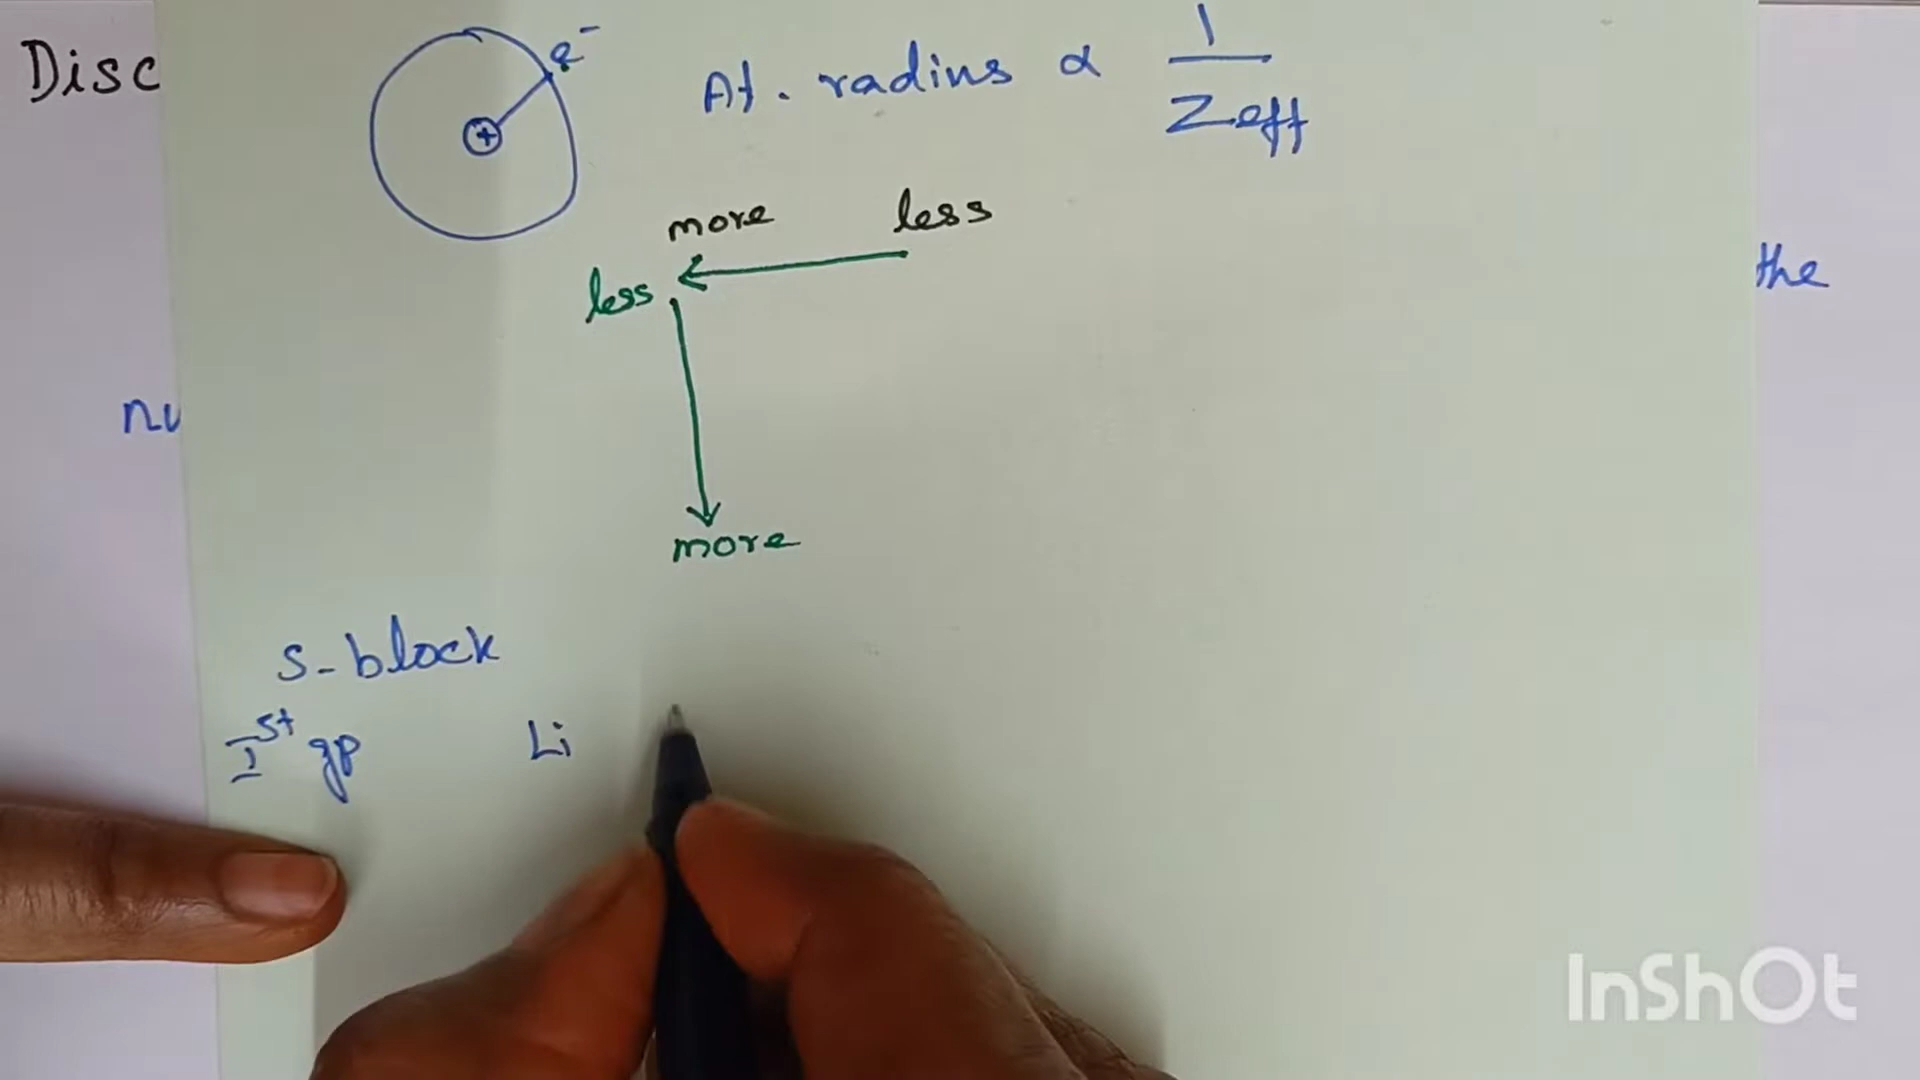 Disc
e-
+
At. radius α 1/Zeff
more less
less
the
nu
more
s-block
Ist gp Li
InShOt